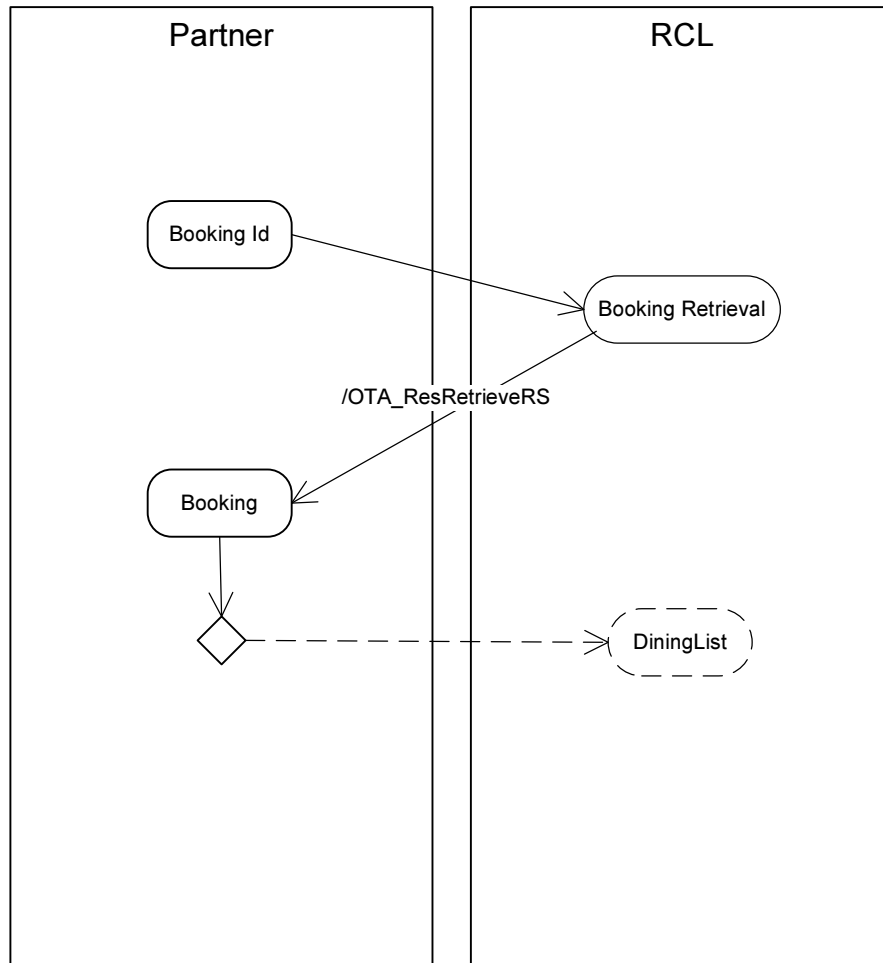 Partner
RCL
Booking Id
Booking Retrieval
/OTA_ResRetrieveRS
Booking
DiningList